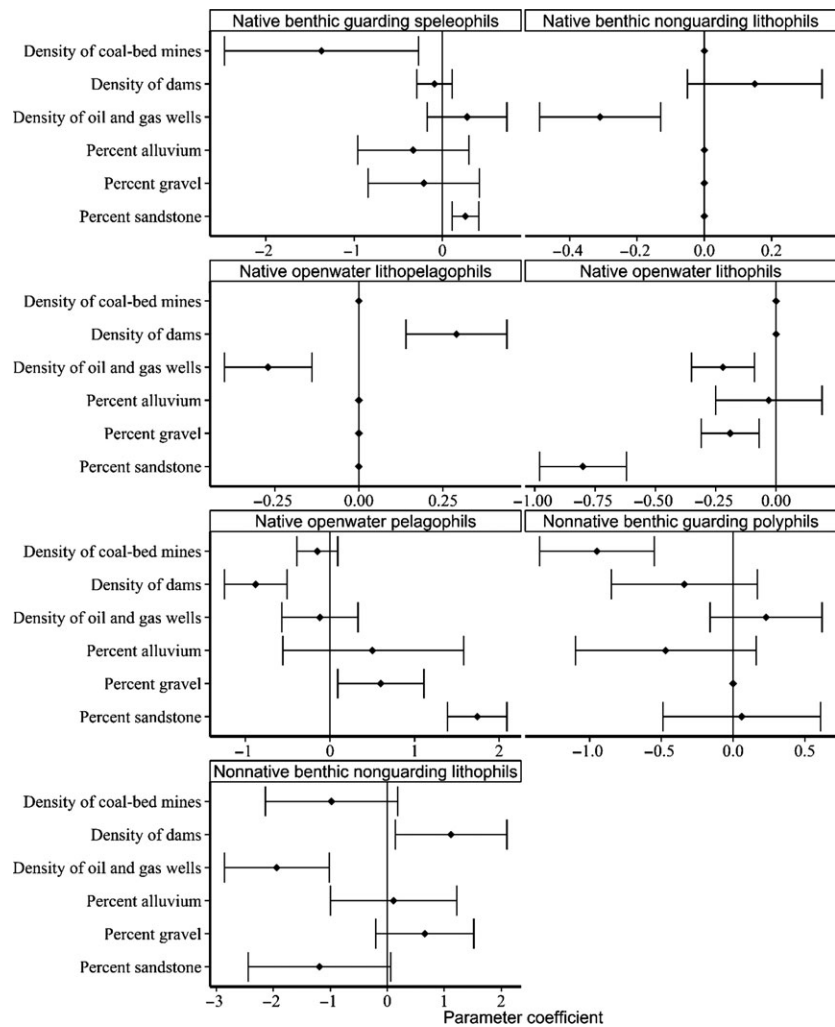 Native benthic guarding speleophils
Native benthic nonguarding lithophils
Density of coal-bed mines
Density of dams
Density of oil and gas wells
Percent alluvium
Percent gravel
Percent sandstone
−2 −1 0
−0.4 −0.2 0.0 0.2
Native openwater lithopelagophils
Native openwater lithophils
Density of coal-bed mines
Density of dams
Density of oil and gas wells
Percent alluvium
Percent gravel
Percent sandstone
−0.25 0.00 0.25
−1.00 −0.75 −0.50 −0.25 0.00
Native openwater pelagophils
Nonnative benthic guarding polyphils
Density of coal-bed mines
Density of dams
Density of oil and gas wells
Percent alluvium
Percent gravel
Percent sandstone
−1 0 1 2
−1.0 −0.5 0.0 0.5
Nonnative benthic nonguarding lithophils
Density of coal-bed mines
Density of dams
Density of oil and gas wells
Percent alluvium
Percent gravel
Percent sandstone
−3 −2 −1 0 1 2
Parameter coefficient